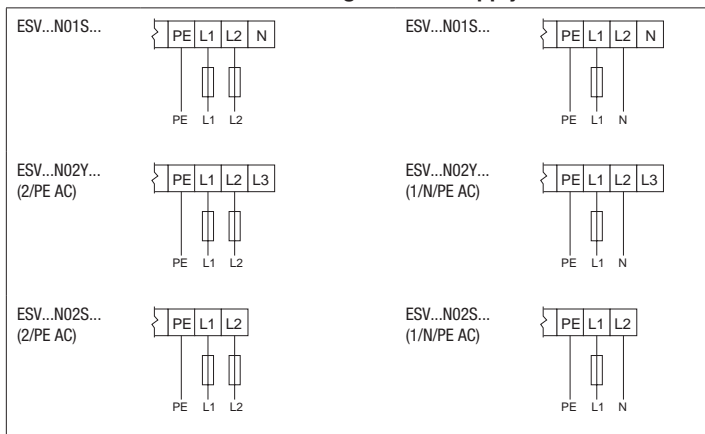 ESV...N01S...
PE L1 L2 N
PE L1 L2
ESV...N01S...
PE L1 L2 N
PE L1 N
ESV...N02Y...
(2/PE AC)
PE L1 L2 L3
PE L1 L2
ESV...N02Y...
(1/N/PE AC)
PE L1 L2 L3
PE L1 N
ESV...N02S...
(2/PE AC)
PE L1 L2
PE L1 L2
ESV...N02S...
(1/N/PE AC)
PE L1 L2
PE L1 N